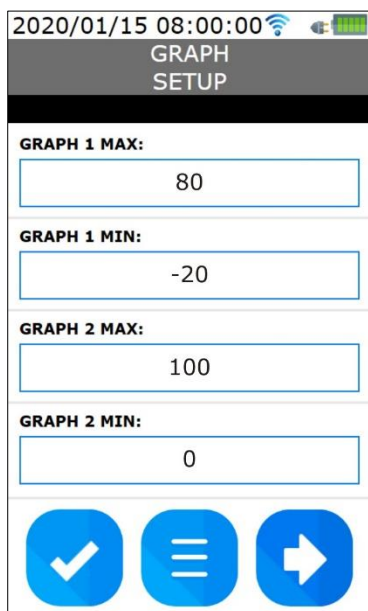 2020/01/15 08:00:00
GRAPH
SETUP
GRAPH 1 MAX:
80
GRAPH 1 MIN:
-20
GRAPH 2 MAX:
100
GRAPH 2 MIN:
0